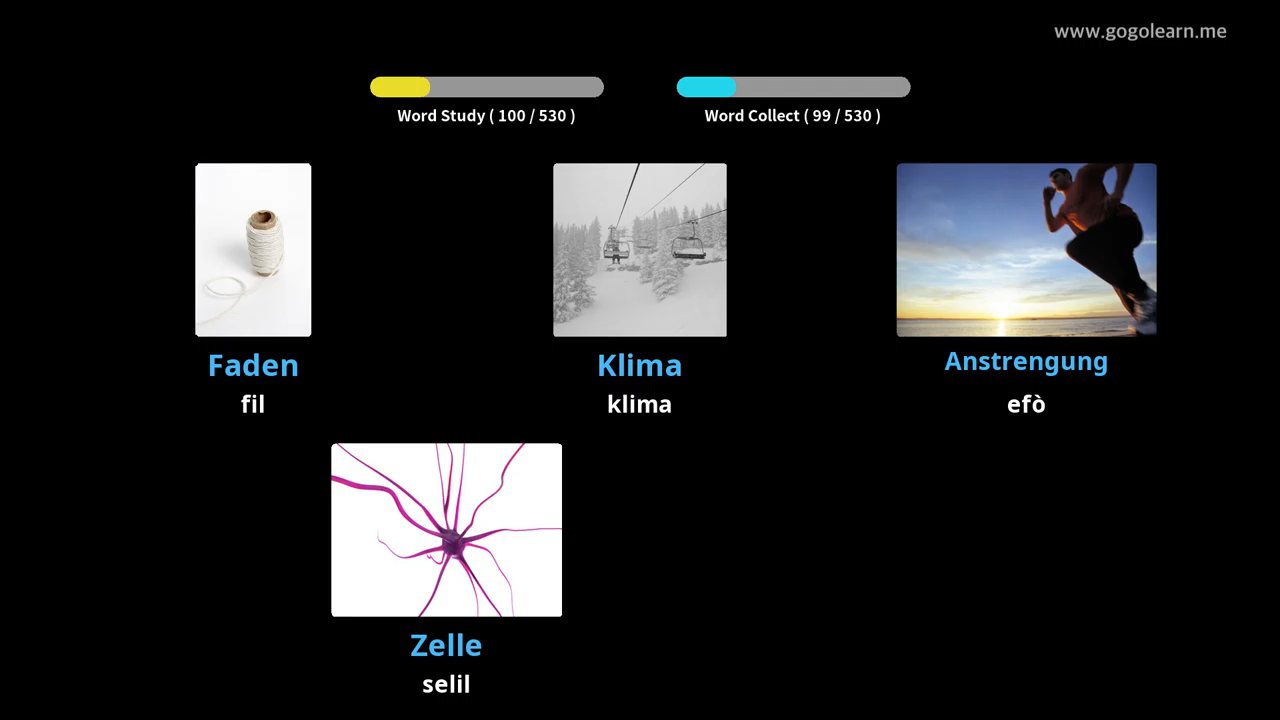 www.gogolearn.me
Word Study ( 100 / 530 )
Word Collect ( 99 / 530 )
Faden
fil
Klima
klima
Anstrengung
efò
Zelle
selil